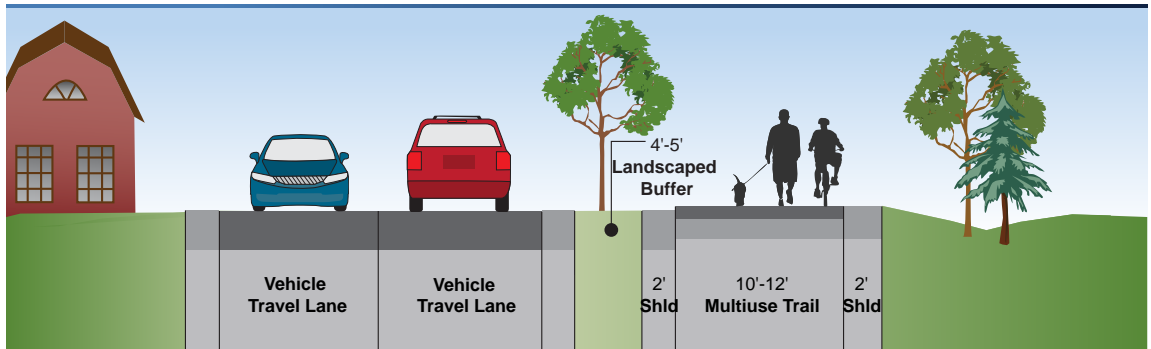 4'-5'
Landscaped
Buffer
Vehicle
Travel Lane
Vehicle
Travel Lane
2'
Shld
10'-12'
Multiuse Trail
2'
Shld